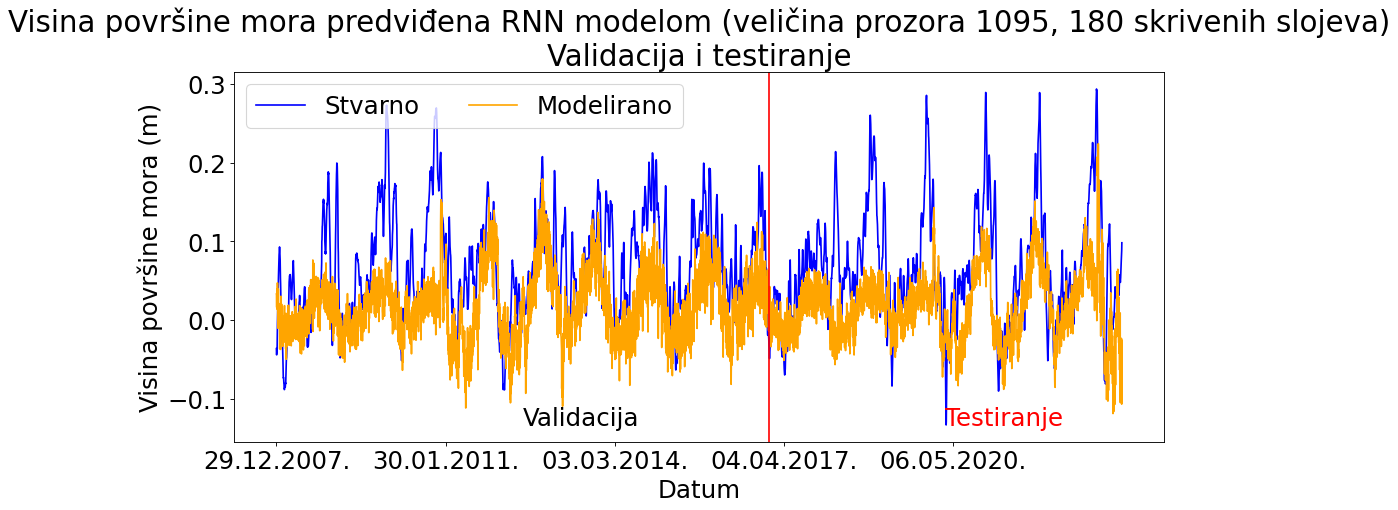 Visina površine mora predviđena RNN modelom (veličina prozora 1095, 180 skrivenih slojeva)
Validacija i testiranje
Stvarno Modelirano
Visina površine mora (m)
0.3
0.2
0.1
0.0
−0.1
Validacija Testiranje
29.12.2007. 30.01.2011. 03.03.2014. 04.04.2017. 06.05.2020.
Datum